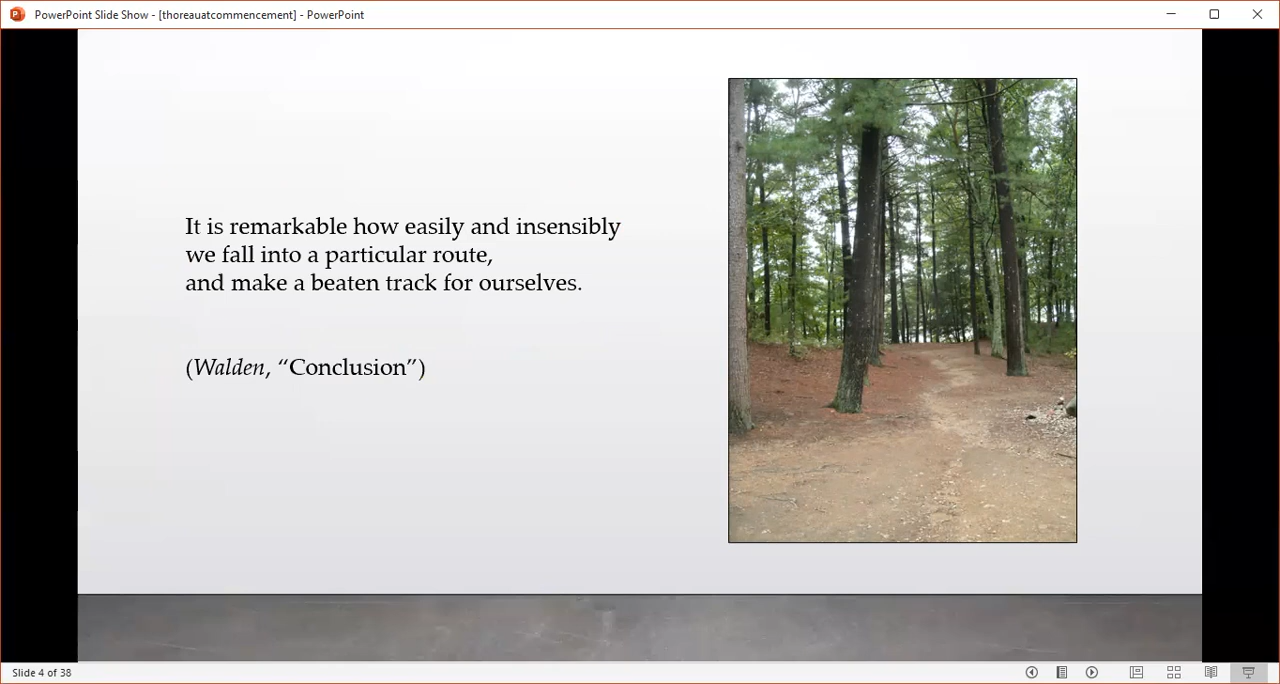 PowerPoint Slide Show - [thoreauatcommencement] - PowerPoint
It is remarkable how easily and insensibly
we fall into a particular route,
and make a beaten track for ourselves.
(Walden, “Conclusion”)
Slide 4 of 38